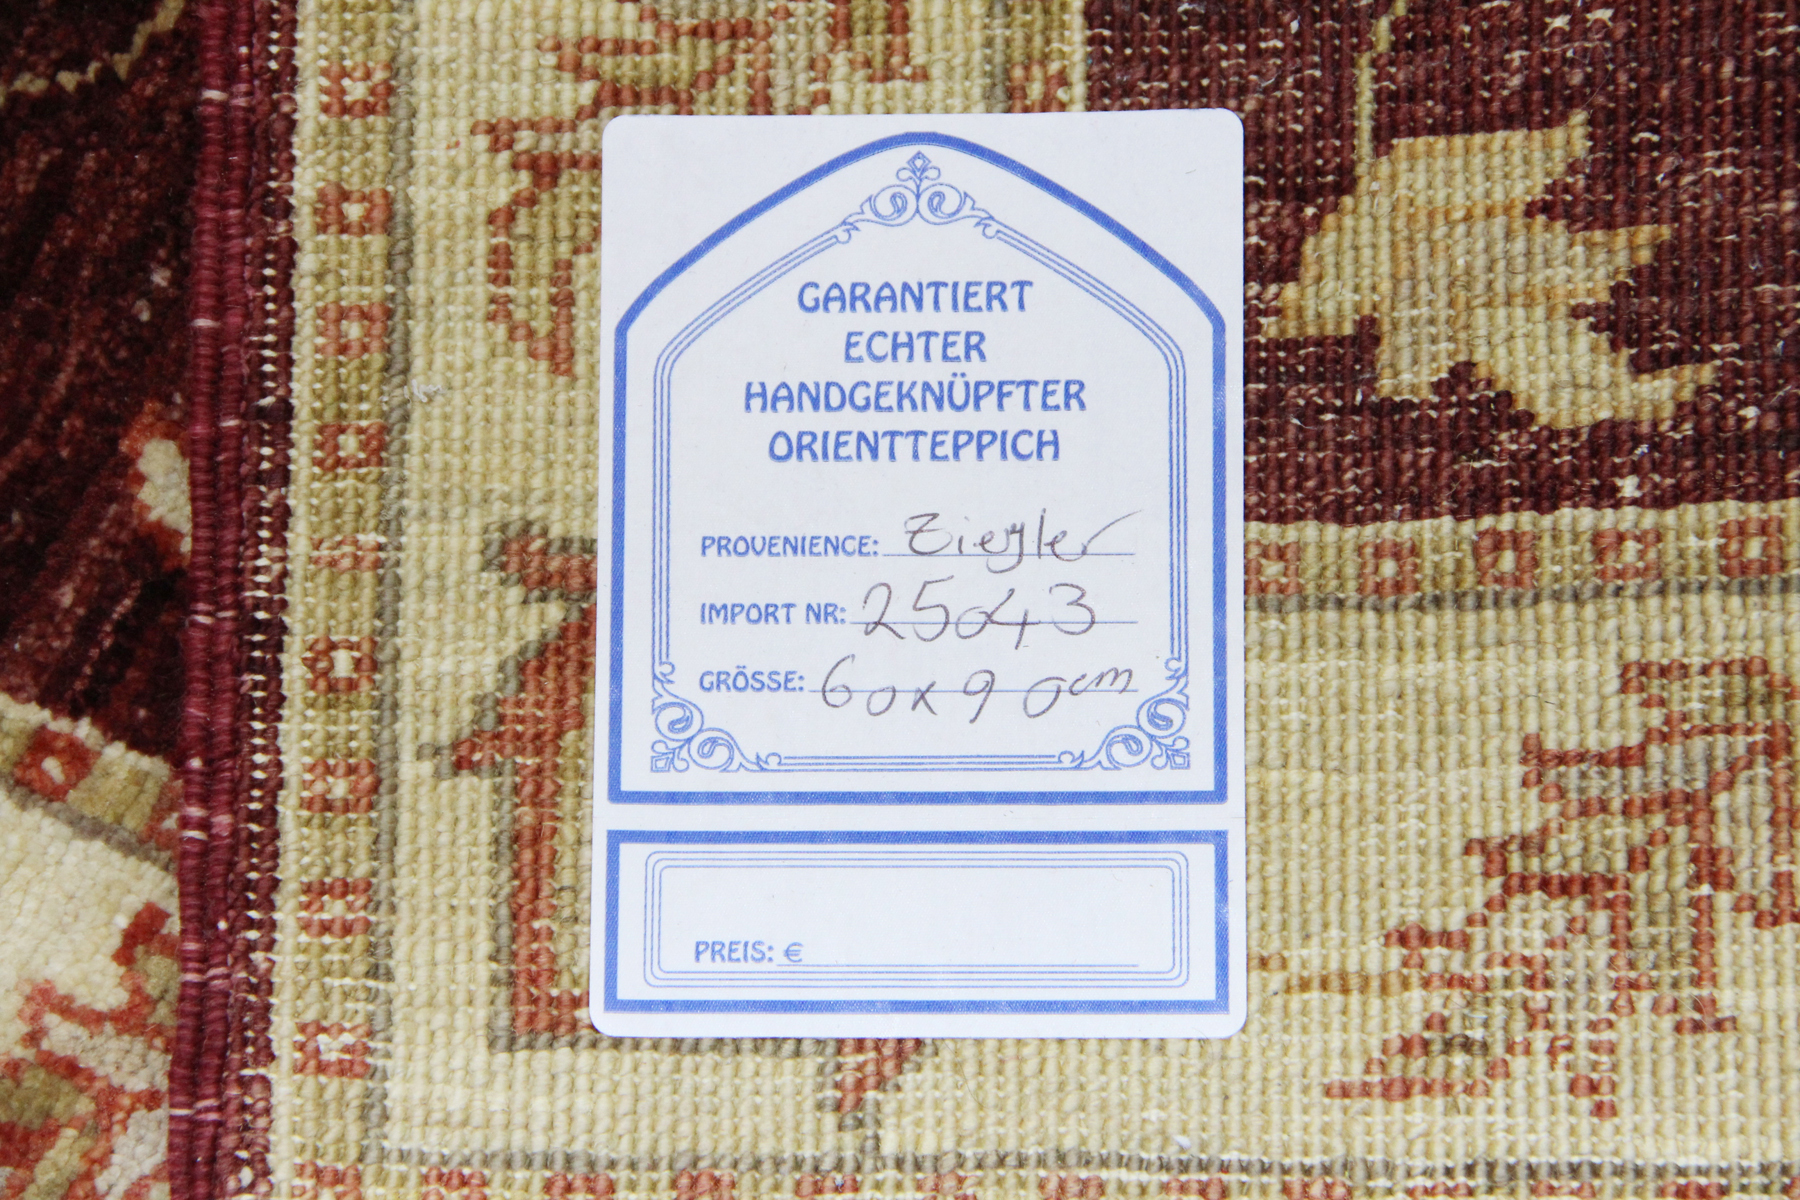 GARANTIERT
ECHTER
HANDGEKNÜPFTER
ORIENTTEPPICH
PROVENIENCE: Ziegler
IMPORT NR: 25043
GRÖSSE: 60x90cm
PREIS: €